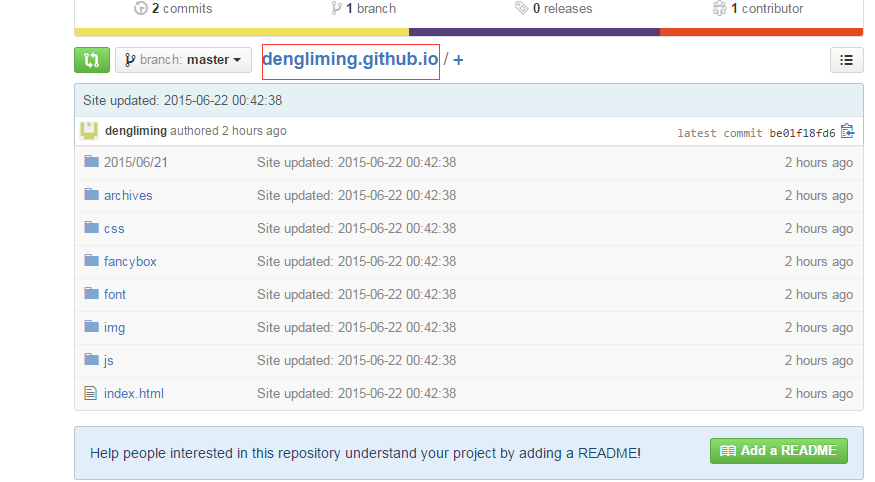 2 commits 1 branch 0 releases 1 contributor
branch: master dengliming.github.io / +
Site updated: 2015-06-22 00:42:38
dengliming authored 2 hours ago latest commit be01f18fd6
2015/06/21 Site updated: 2015-06-22 00:42:38 2 hours ago
archives Site updated: 2015-06-22 00:42:38 2 hours ago
css Site updated: 2015-06-22 00:42:38 2 hours ago
fancybox Site updated: 2015-06-22 00:42:38 2 hours ago
font Site updated: 2015-06-22 00:42:38 2 hours ago
img Site updated: 2015-06-22 00:42:38 2 hours ago
js Site updated: 2015-06-22 00:42:38 2 hours ago
index.html Site updated: 2015-06-22 00:42:38 2 hours ago
Help people interested in this repository understand your project by adding a README! Add a README